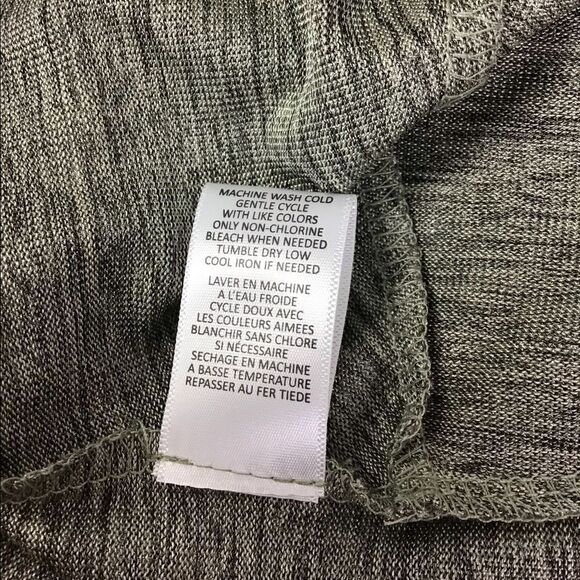 MACHINE WASH COLD
GENTLE CYCLE
WITH LIKE COLORS
ONLY NON-CHLORINE
BLEACH WHEN NEEDED
TUMBLE DRY LOW
COOL IRON IF NEEDED
LAVER EN MACHINE
A L'EAU FROIDE
CYCLE DOUX AVEC
LES COULEURS AIMEES
BLANCHIR SANS CHLORE
SI NÉCESSAIRE
SECHAGE EN MACHINE
A BASSE TEMPERATURE
REPASSER AU FER TIEDE